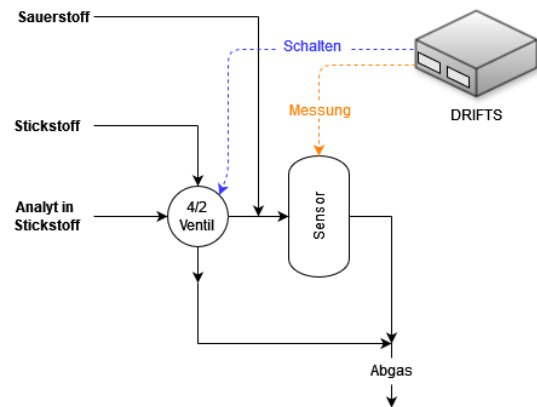 Sauerstoff
Schalten
Messung
DRIFTS
Stickstoff
Analyt in
Stickstoff
4/2
Ventil
Sensor
Abgas